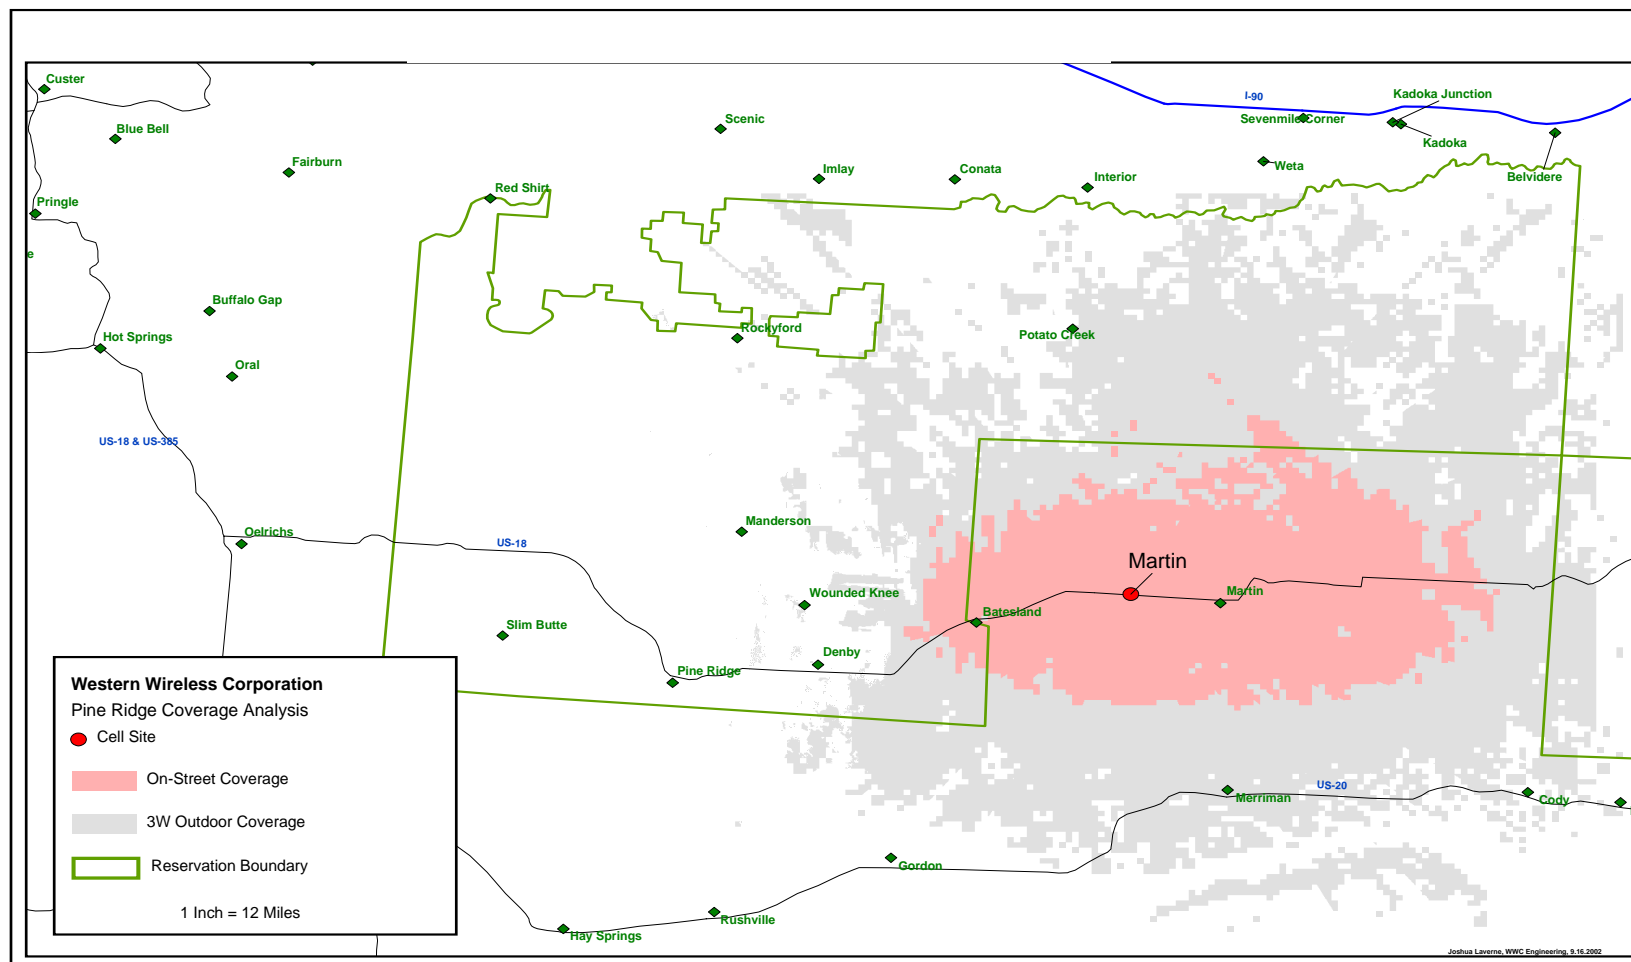 Custer
I-90
Kadoka Junction
Blue Bell
Scenic
Sevenmile Corner
Kadoka
Fairburn
Imlay
Conata
Interior
Weta
Belvidere
Red Shirt
Pringle
e
Buffalo Gap
Hot Springs
Rockyford
Potato Creek
Oral
US-18 & US-385
Oelrichs
US-18
Manderson
Martin
Wounded Knee
Martin
Batesland
Slim Butte
Denby
Pine Ridge
Western Wireless Corporation
Pine Ridge Coverage Analysis
Cell Site
On-Street Coverage
3W Outdoor Coverage
Reservation Boundary
1 Inch = 12 Miles
US-20
Merriman
Cody
Gordon
Rushville
Hay Springs
Joshua Laverne, WWC Engineering, 9.16.2002